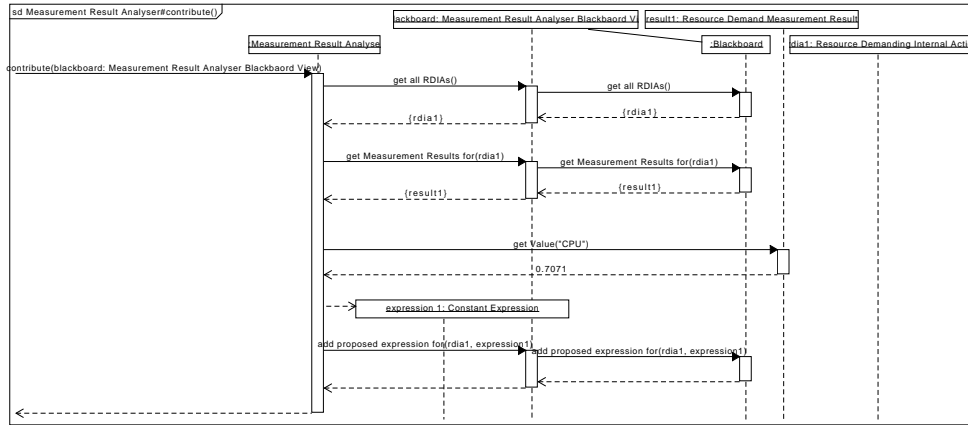 sd Measurement Result Analyser#contribute()
lackboard: Measurement Result Analyser Blackbaord Vi
result1: Resource Demand Measurement Result
:Measurement Result Analyse
:Blackboard
dia1: Resource Demanding Internal Acti
contribute(blackboard: Measurement Result Analyser Blackbaord View)
get all RDIAs()
get all RDIAs()
{rdia1}
{rdia1}
get Measurement Results for(rdia1)
get Measurement Results for(rdia1)
{result1}
{result1}
get Value("CPU")
0.7071
expression 1: Constant Expression
add proposed expression for(rdia1, expression1)
add proposed expression for(rdia1, expression1)